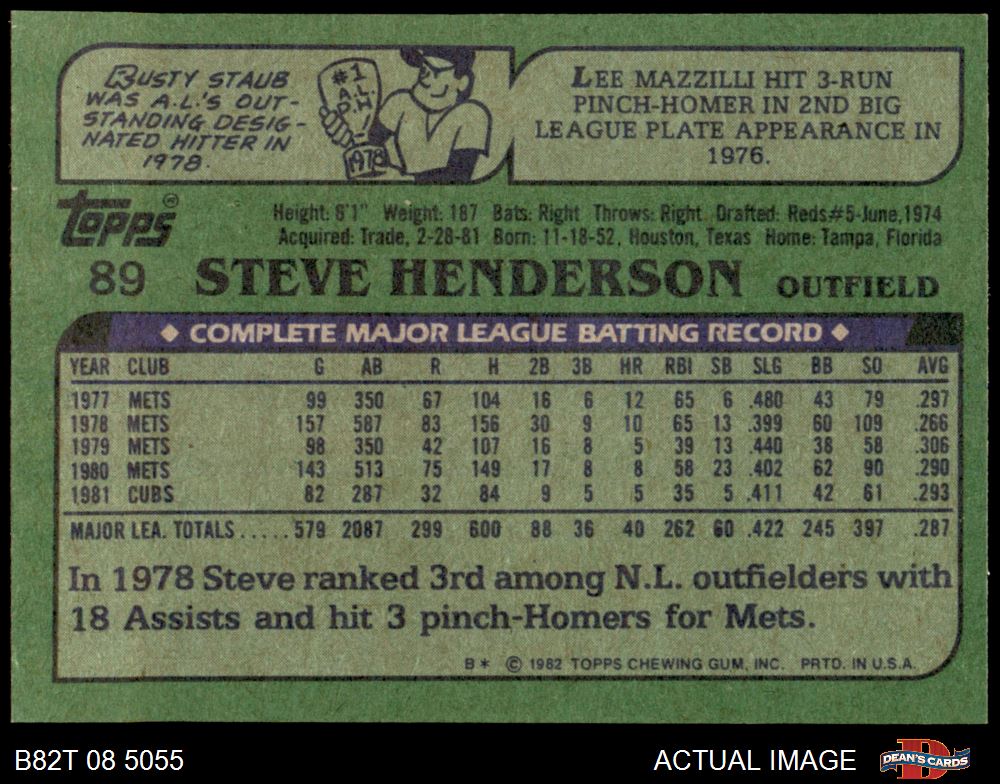 RUSTY STAUB
WAS A.L.'S OUT-
STANDING DESIG-
NATED HITTER IN
1978.
#1
A.L.
D.H.
1978
LEE MAZZILLI HIT 3-RUN
PINCH-HOMER IN 2ND BIG
LEAGUE PLATE APPEARANCE IN
1976.
Topps®
Height: 6'1" Weight: 187 Bats: Right Throws: Right Drafted: Reds#5-June,1974
Acquired: Trade, 2-28-81 Born: 11-18-52, Houston, Texas Home: Tampa, Florida
89 STEVE HENDERSON OUTFIELD
◆ COMPLETE MAJOR LEAGUE BATTING RECORD ◆
YEAR CLUB G AB R H 2B 3B HR RBI SB SLG BB SO AVG
1977 METS 99 350 67 104 16 6 12 65 6 .480 43 79 .297
1978 METS 157 587 83 156 30 9 10 65 13 .399 60 109 .266
1979 METS 98 350 42 107 16 8 5 39 13 .440 38 58 .306
1980 METS 143 513 75 149 17 8 8 58 23 .402 62 90 .290
1981 CUBS 82 287 32 84 9 5 5 35 5 .411 42 61 .293
MAJOR LEA. TOTALS.....579 2087 299 600 88 36 40 262 60 .422 245 397 .287
In 1978 Steve ranked 3rd among N.L. outfielders with
18 Assists and hit 3 pinch-Homers for Mets.
B* © 1982 TOPPS CHEWING GUM, INC. PRTD. IN U.S.A.
B82T 08 5055 ACTUAL IMAGE D DEAN'S CARDS